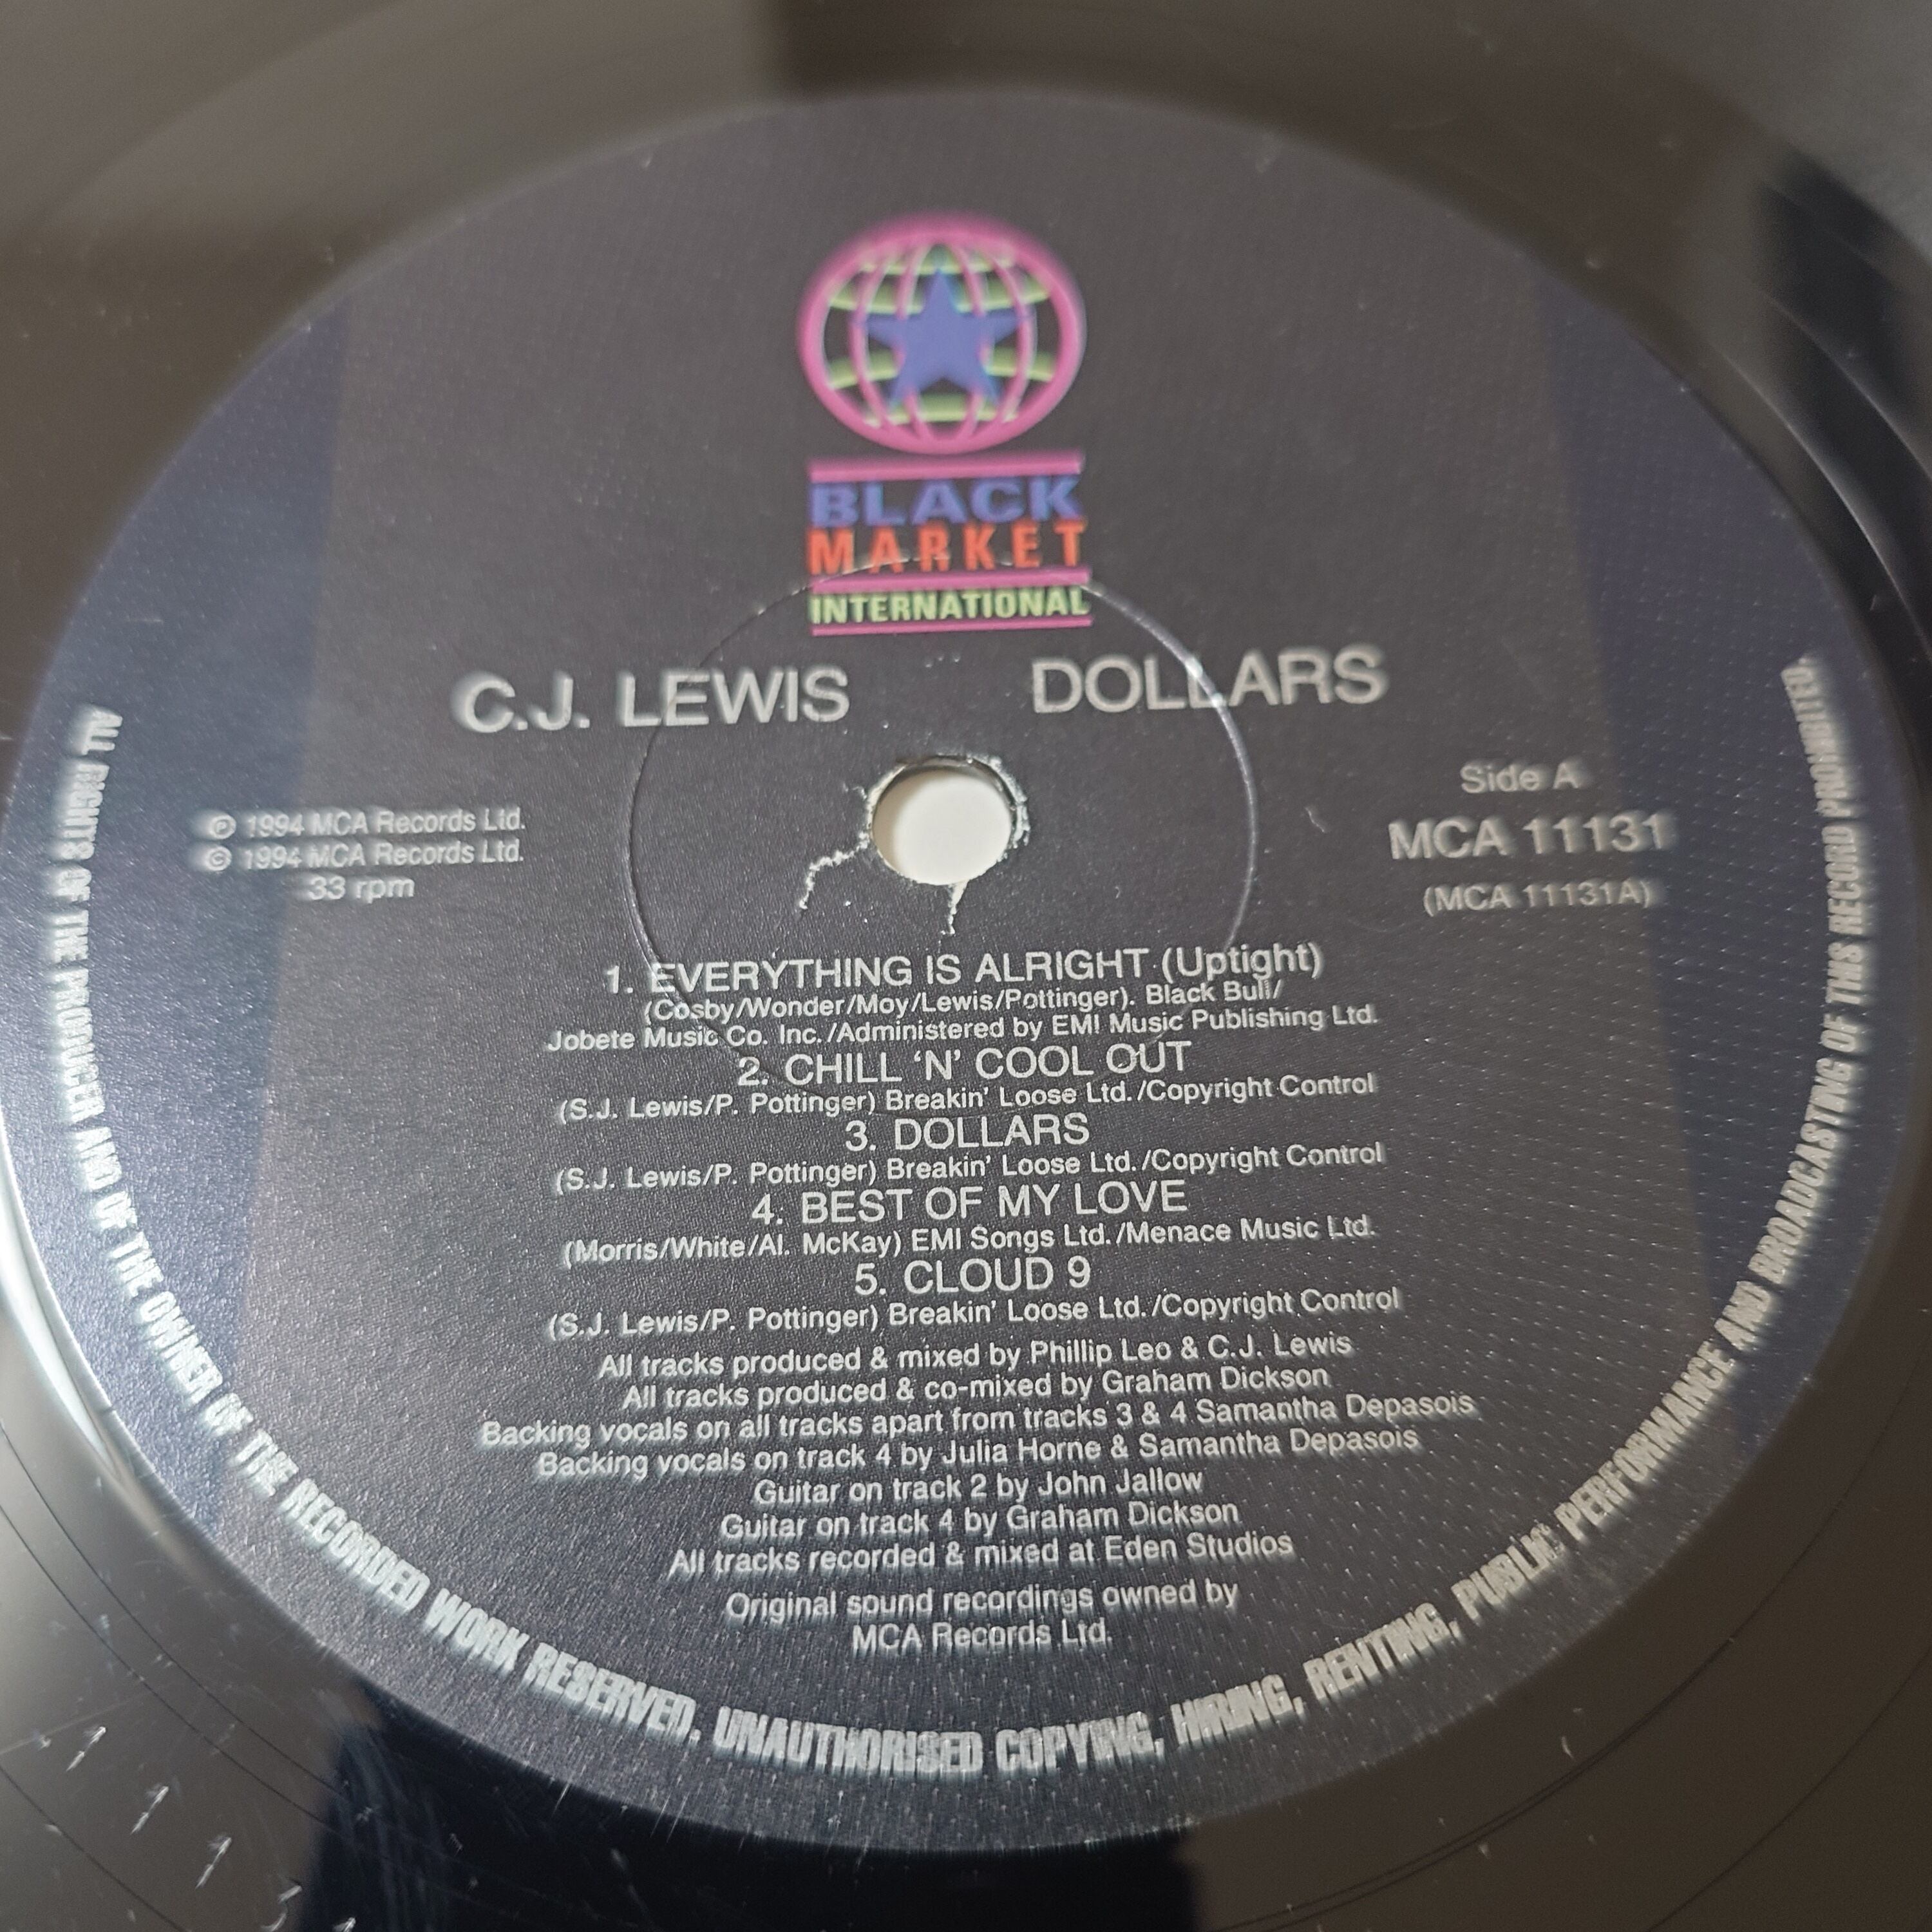 BLACK
MARKET
INTERNATIONAL
C.J. LEWIS DOLLARS
℗ 1994 MCA Records Ltd.
© 1994 MCA Records Ltd.
33 rpm
Side A
MCA 11131
(MCA 11131A)
1. EVERYTHING IS ALRIGHT (Uptight)
(Cosby/Wonder/Moy/Lewis/Pottinger). Black Bull/
Jobete Music Co. Inc./Administered by EMI Music Publishing Ltd.
2. CHILL ‘N’ COOL OUT
(S.J. Lewis/P. Pottinger) Breakin’ Loose Ltd./Copyright Control
3. DOLLARS
(S.J. Lewis/P. Pottinger) Breakin’ Loose Ltd./Copyright Control
4. BEST OF MY LOVE
(Morris/White/Al. McKay) EMI Songs Ltd./Menace Music Ltd.
5. CLOUD 9
(S.J. Lewis/P. Pottinger) Breakin’ Loose Ltd./Copyright Control
All tracks produced & mixed by Phillip Leo & C.J. Lewis
All tracks produced & co-mixed by Graham Dickson
Backing vocals on all tracks apart from tracks 3 & 4 Samantha Depasois
Backing vocals on track 4 by Julia Horne & Samantha Depasois
Guitar on track 2 by John Jallow
Guitar on track 4 by Graham Dickson
All tracks recorded & mixed at Eden Studios
Original sound recordings owned by
MCA Records Ltd.
ALL RIGHTS OF THE PRODUCER AND OF THE OWNER OF THE RECORDED WORK RESERVED. UNAUTHORISED COPYING, HIRING, RENTING, PUBLIC PERFORMANCE AND BROADCASTING OF THIS RECORD PROHIBITED.